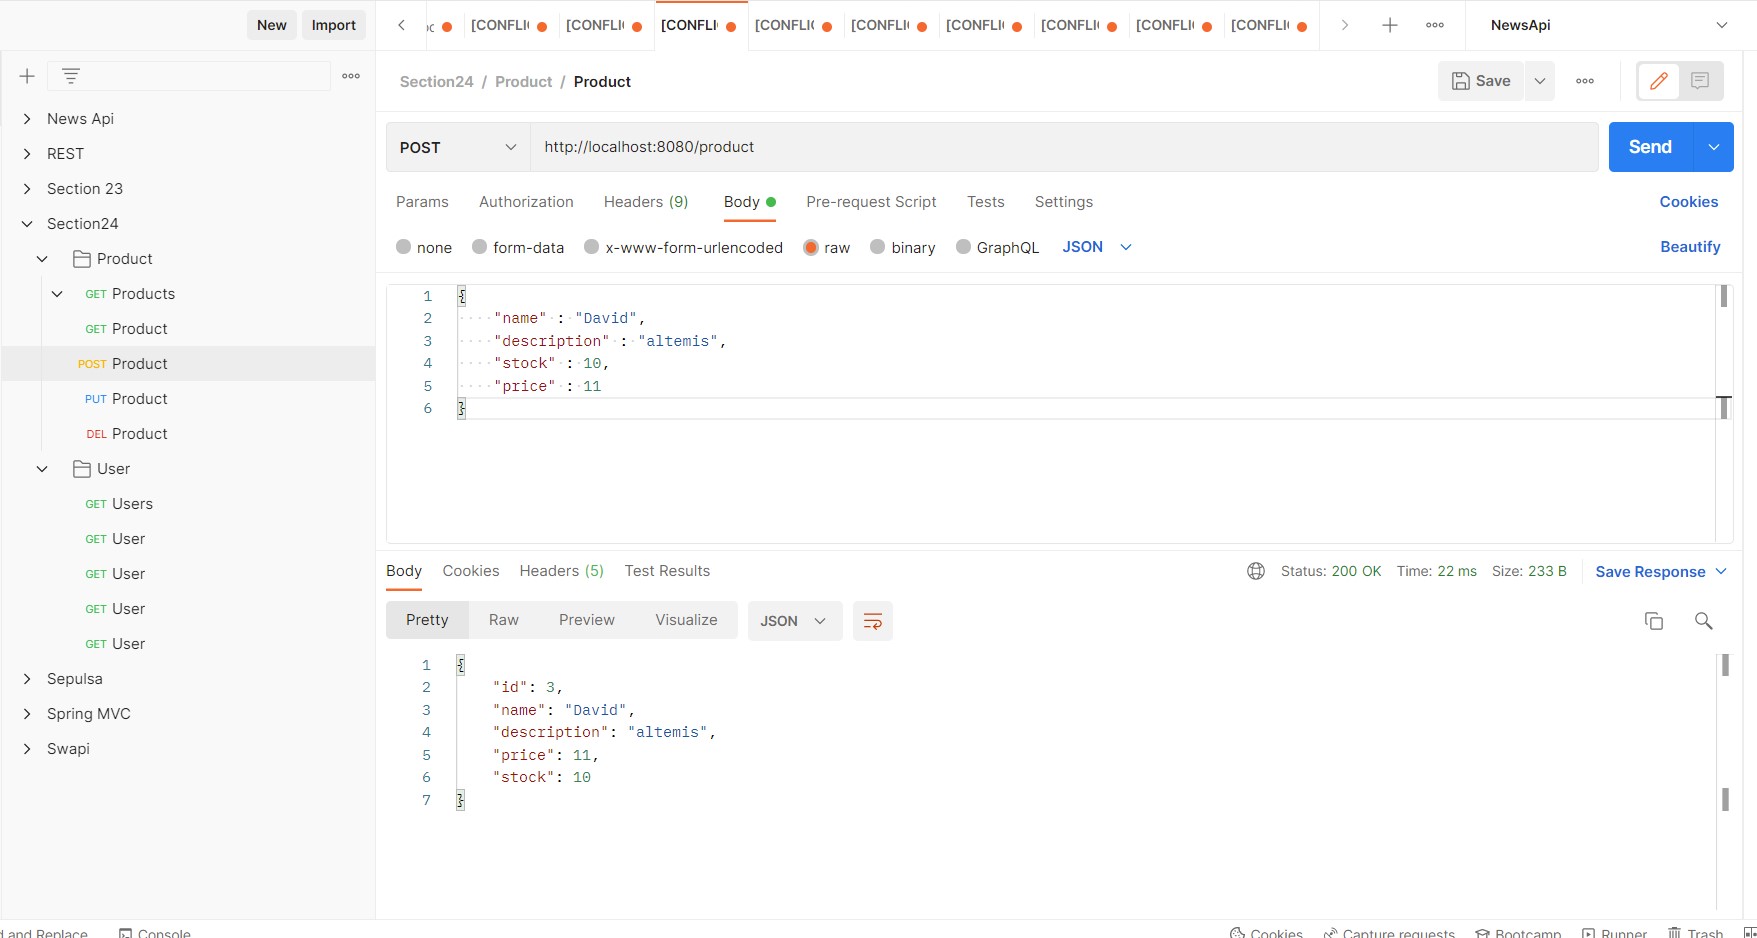 New
Import
[CONFLI
[CONFLI
[CONFLI
[CONFLI
[CONFLI
[CONFLI
[CONFLI
[CONFLI
[CONFLI
NewsApi
Section24 / Product / Product
Save
News Api
REST
Section 23
Section24
Product
GET Products
GET Product
POST Product
PUT Product
DEL Product
User
GET Users
GET User
GET User
GET User
GET User
Sepulsa
Spring MVC
Swapi
POST
http://localhost:8080/product
Send
Params
Authorization
Headers (9)
Body
Pre-request Script
Tests
Settings
Cookies
none
form-data
x-www-form-urlencoded
raw
binary
GraphQL
JSON
Beautify
1 {
2 ····"name"·:·"David",
3 ····"description"·:·"altemis",
4 ····"stock"·:·10,
5 ····"price"·:·11
6 }
Body
Cookies
Headers (5)
Test Results
Status: 200 OK
Time: 22 ms
Size: 233 B
Save Response
Pretty
Raw
Preview
Visualize
JSON
1 {
2 "id": 3,
3 "name": "David",
4 "description": "altemis",
5 "price": 11,
6 "stock": 10
7 }
and Replace
Console
Cookies
Capture requests
Bootcamp
Runner
Trash